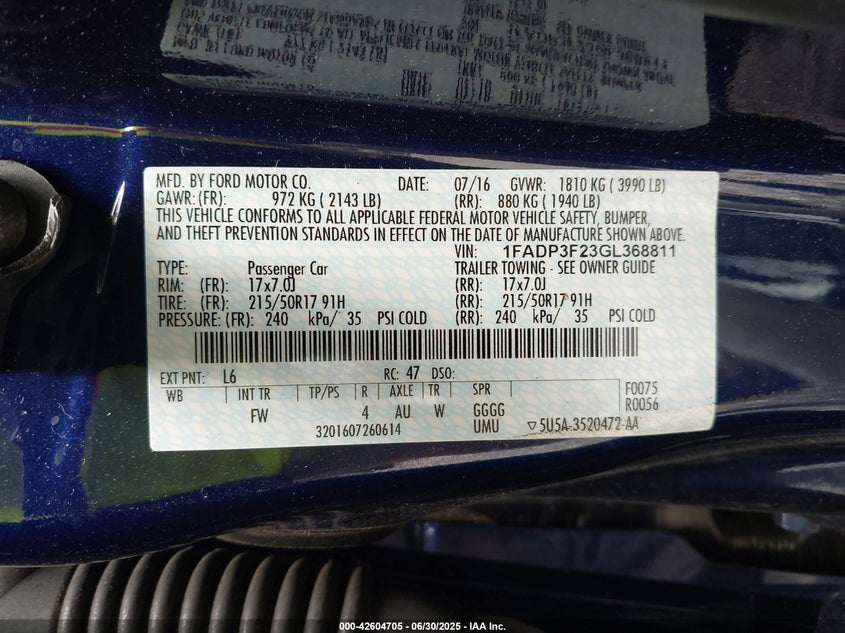 MFD. BY FORD MOTOR CO. DATE: 07/16 GVWR: 1810 KG ( 3990 LB)
GAWR: (FR): 972 KG ( 2143 LB) (RR): 880 KG ( 1940 LB)
THIS VEHICLE CONFORMS TO ALL APPLICABLE FEDERAL MOTOR VEHICLE SAFETY, BUMPER,
AND THEFT PREVENTION STANDARDS IN EFFECT ON THE DATE OF MANUFACTURE SHOWN ABOVE.
VIN: 1FADP3F23GL368811
TYPE: Passenger Car TRAILER TOWING - SEE OWNER GUIDE
RIM: (FR): 17x7.0J (RR): 17x7.0J
TIRE: (FR): 215/50R17 91H (RR): 215/50R17 91H
PRESSURE: (FR): 240 kPa/ 35 PSI COLD (RR): 240 kPa/ 35 PSI COLD
EXT PNT: L6 RC: 47 DSO:
WB INT TR TP/PS R AXLE TR SPR F0075
FW 4 AU W GGGG R0056
3201607260614 UMU ▽5U5A-3520472-AA
000-42604705 - 06/30/2025 - IAA Inc.